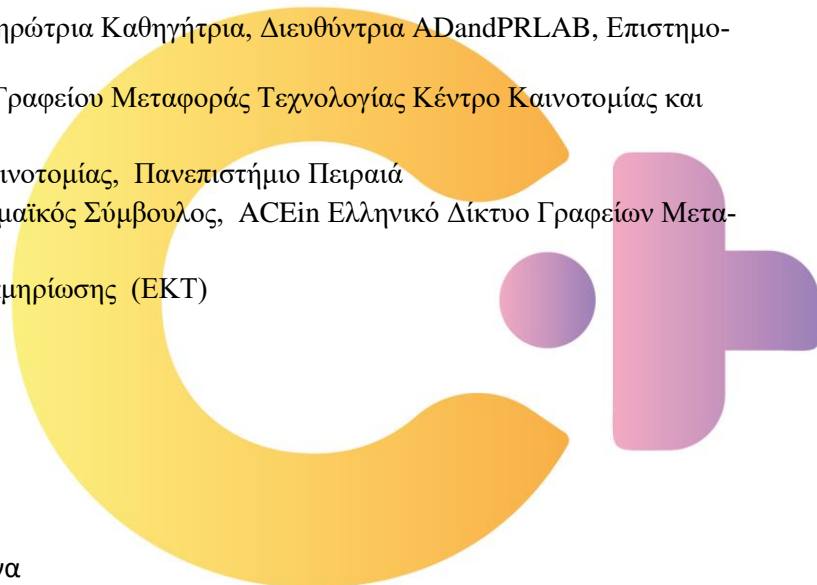 ηρώτρια Καθηγήτρια, Διευθύντρια ADandPRLAB, Επιστημο-
Γραφείου Μεταφοράς Τεχνολογίας Κέντρο Καινοτομίας και
ινοτομίας, Πανεπιστήμιο Πειραιά
μαϊκός Σύμβουλος, ACEin Ελληνικό Δίκτυο Γραφείων Μετα-
μηρίωσης (ΕΚΤ)
να